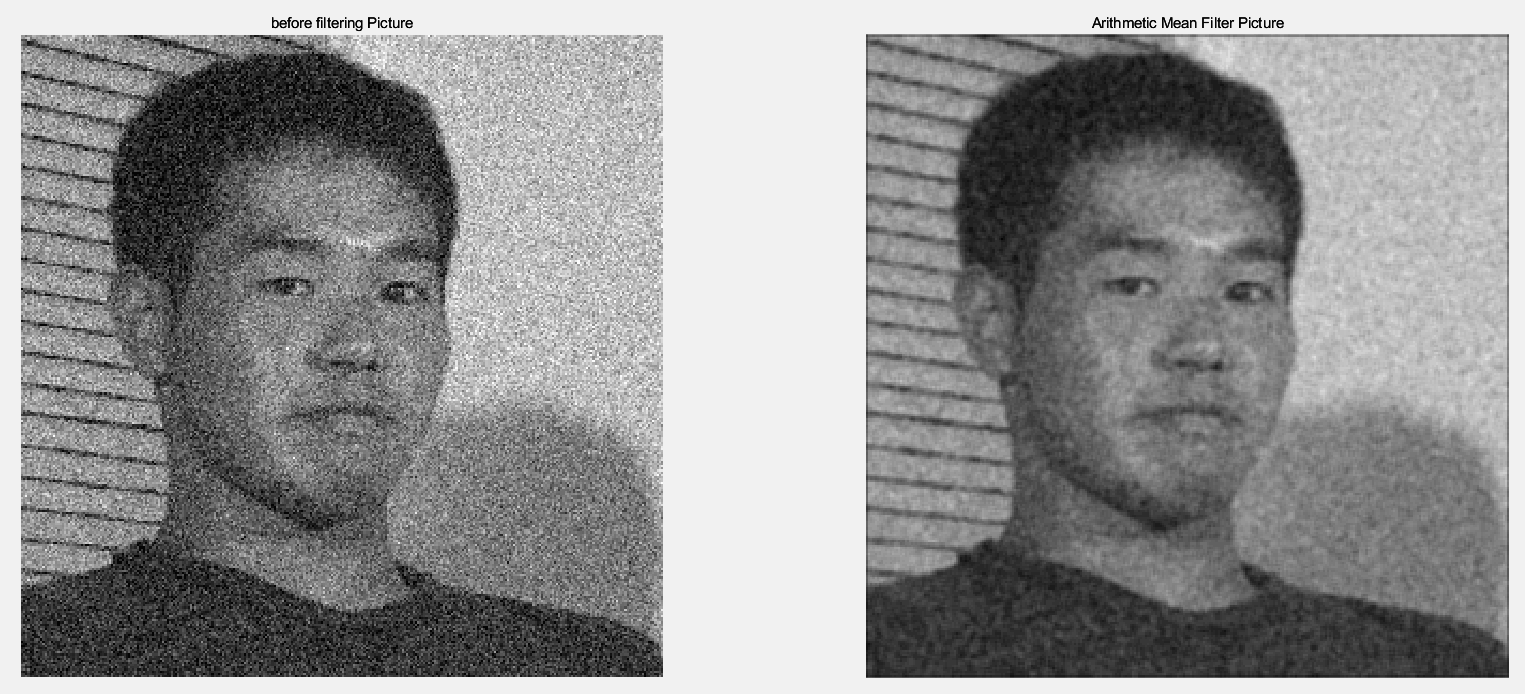 before filtering Picture
Arithmetic Mean Filter Picture